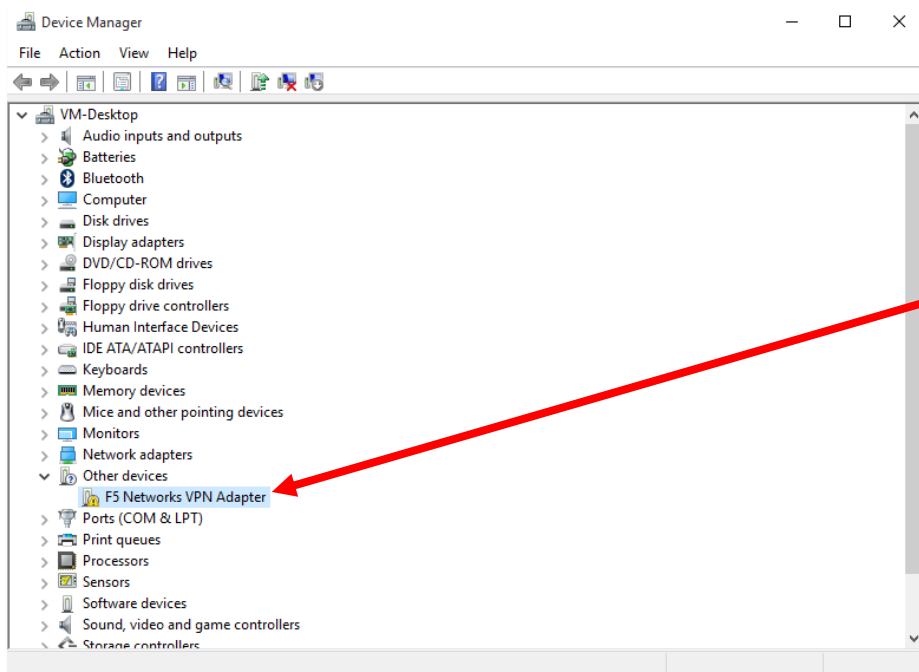 Device Manager
File Action View Help
VM-Desktop
Audio inputs and outputs
Batteries
Bluetooth
Computer
Disk drives
Display adapters
DVD/CD-ROM drives
Floppy disk drives
Floppy drive controllers
Human Interface Devices
IDE ATA/ATAPI controllers
Keyboards
Memory devices
Mice and other pointing devices
Monitors
Network adapters
Other devices
F5 Networks VPN Adapter
Ports (COM & LPT)
Print queues
Processors
Sensors
Software devices
Sound, video and game controllers
Storage controllers